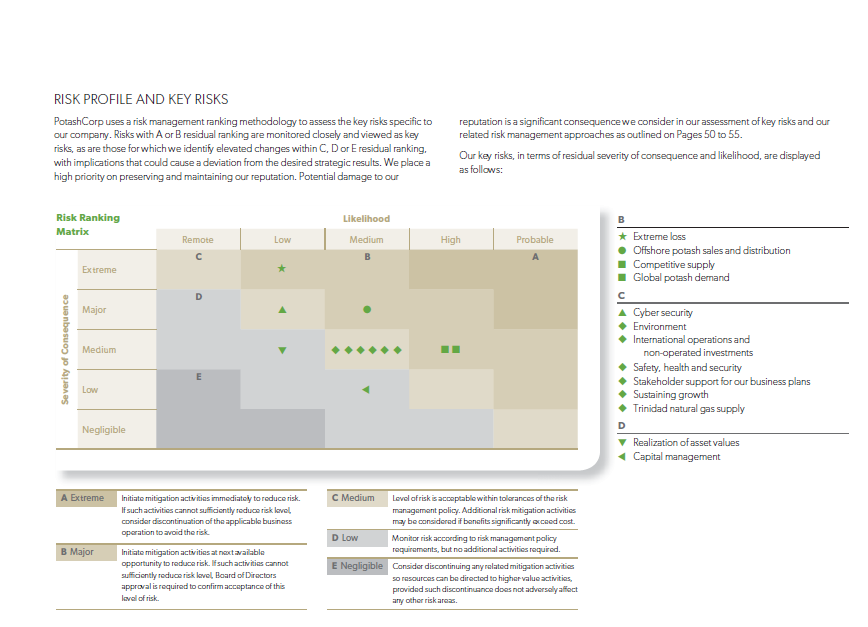 RISK PROFILE AND KEY RISKS
PotashCorp uses a risk management ranking methodology to assess the key risks specific to
our company. Risks with A or B residual ranking are monitored closely and viewed as key
risks, as are those for which we identify elevated changes within C, D or E residual ranking,
with implications that could cause a deviation from the desired strategic results. We place a
high priority on preserving and maintaining our reputation. Potential damage to our
reputation is a significant consequence we consider in our assessment of key risks and our
related risk management approaches as outlined on Pages 50 to 55.
Our key risks, in terms of residual severity of consequence and likelihood, are displayed
as follows:
Risk Ranking
Matrix
Likelihood
Remote
Low
Medium
High
Probable
Severity of Consequence
Extreme
C
B
A
Major
D
Medium
Low
E
Negligible
B
Extreme loss
Offshore potash sales and distribution
Competitive supply
Global potash demand
C
Cyber security
Environment
International operations and
non-operated investments
Safety, health and security
Stakeholder support for our business plans
Sustaining growth
Trinidad natural gas supply
D
Realization of asset values
Capital management
A Extreme
Initiate mitigation activities immediately to reduce risk.
If such activities cannot sufficiently reduce risk level,
consider discontinuation of the applicable business
operation to avoid the risk.
B Major
Initiate mitigation activities at next available
opportunity to reduce risk. If such activities cannot
sufficiently reduce risk level, Board of Directors
approval is required to confirm acceptance of this
level of risk.
C Medium
Level of risk is acceptable within tolerances of the risk
management policy. Additional risk mitigation activities
may be considered if benefits significantly exceed cost.
D Low
Monitor risk according to risk management policy
requirements, but no additional activities required.
E Negligible
Consider discontinuing any related mitigation activities
so resources can be directed to higher-value activities,
provided such discontinuance does not adversely affect
any other risk areas.